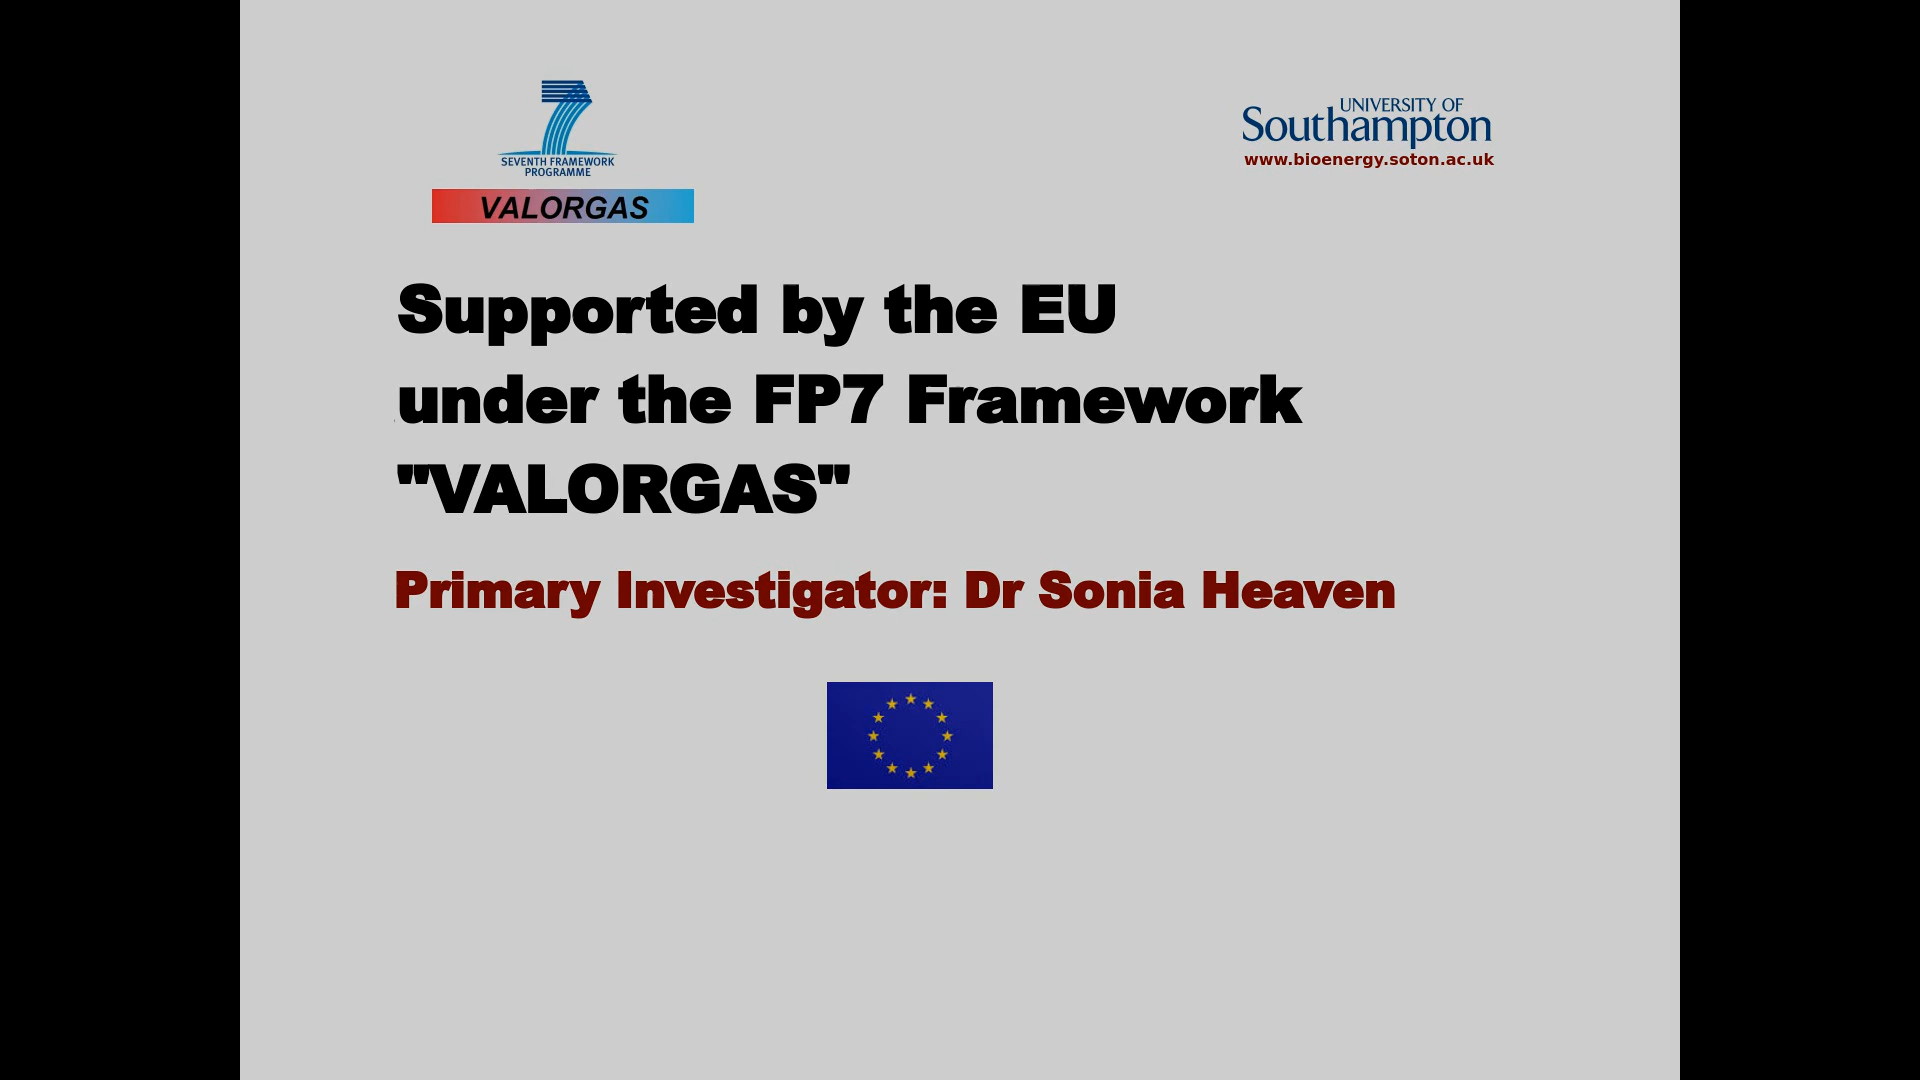 SEVENTH FRAMEWORK
PROGRAMME
VALORGAS
UNIVERSITY OF
Southampton
www.bioenergy.soton.ac.uk
Supported by the EU
under the FP7 Framework
"VALORGAS"
Primary Investigator: Dr Sonia Heaven